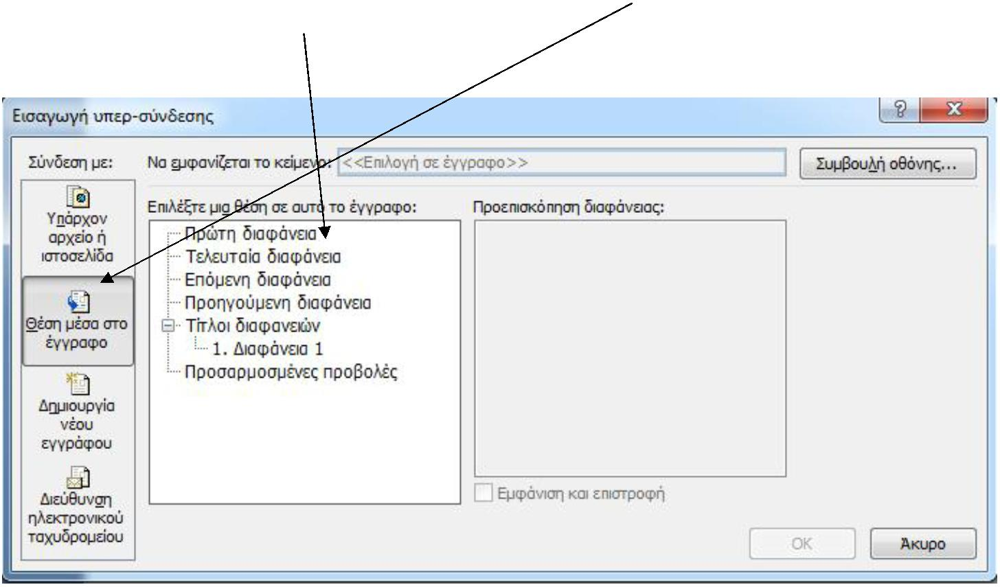 Εισαγωγή υπερ-σύνδεσης
Σύνδεση με:
Να εμφανίζεται το κείμενο:
<<Επιλογή σε έγγραφο>>
Συμβουλή οθόνης...
Υπάρχον
αρχείο ή
ιστοσελίδα
Θέση μέσα στο
έγγραφο
Δημιουργία
νέου
εγγράφου
Διεύθυνση
ηλεκτρονικού
ταχυδρομείου
Επιλέξτε μια θέση σε αυτό το έγγραφο:
Πρώτη διαφάνεια
Τελευταία διαφάνεια
Επόμενη διαφάνεια
Προηγούμενη διαφάνεια
Τίτλοι διαφανειών
1. Διαφάνεια 1
Προσαρμοσμένες προβολές
Προεπισκόπηση διαφάνειας:
Εμφάνιση και επιστροφή
OK
Άκυρο